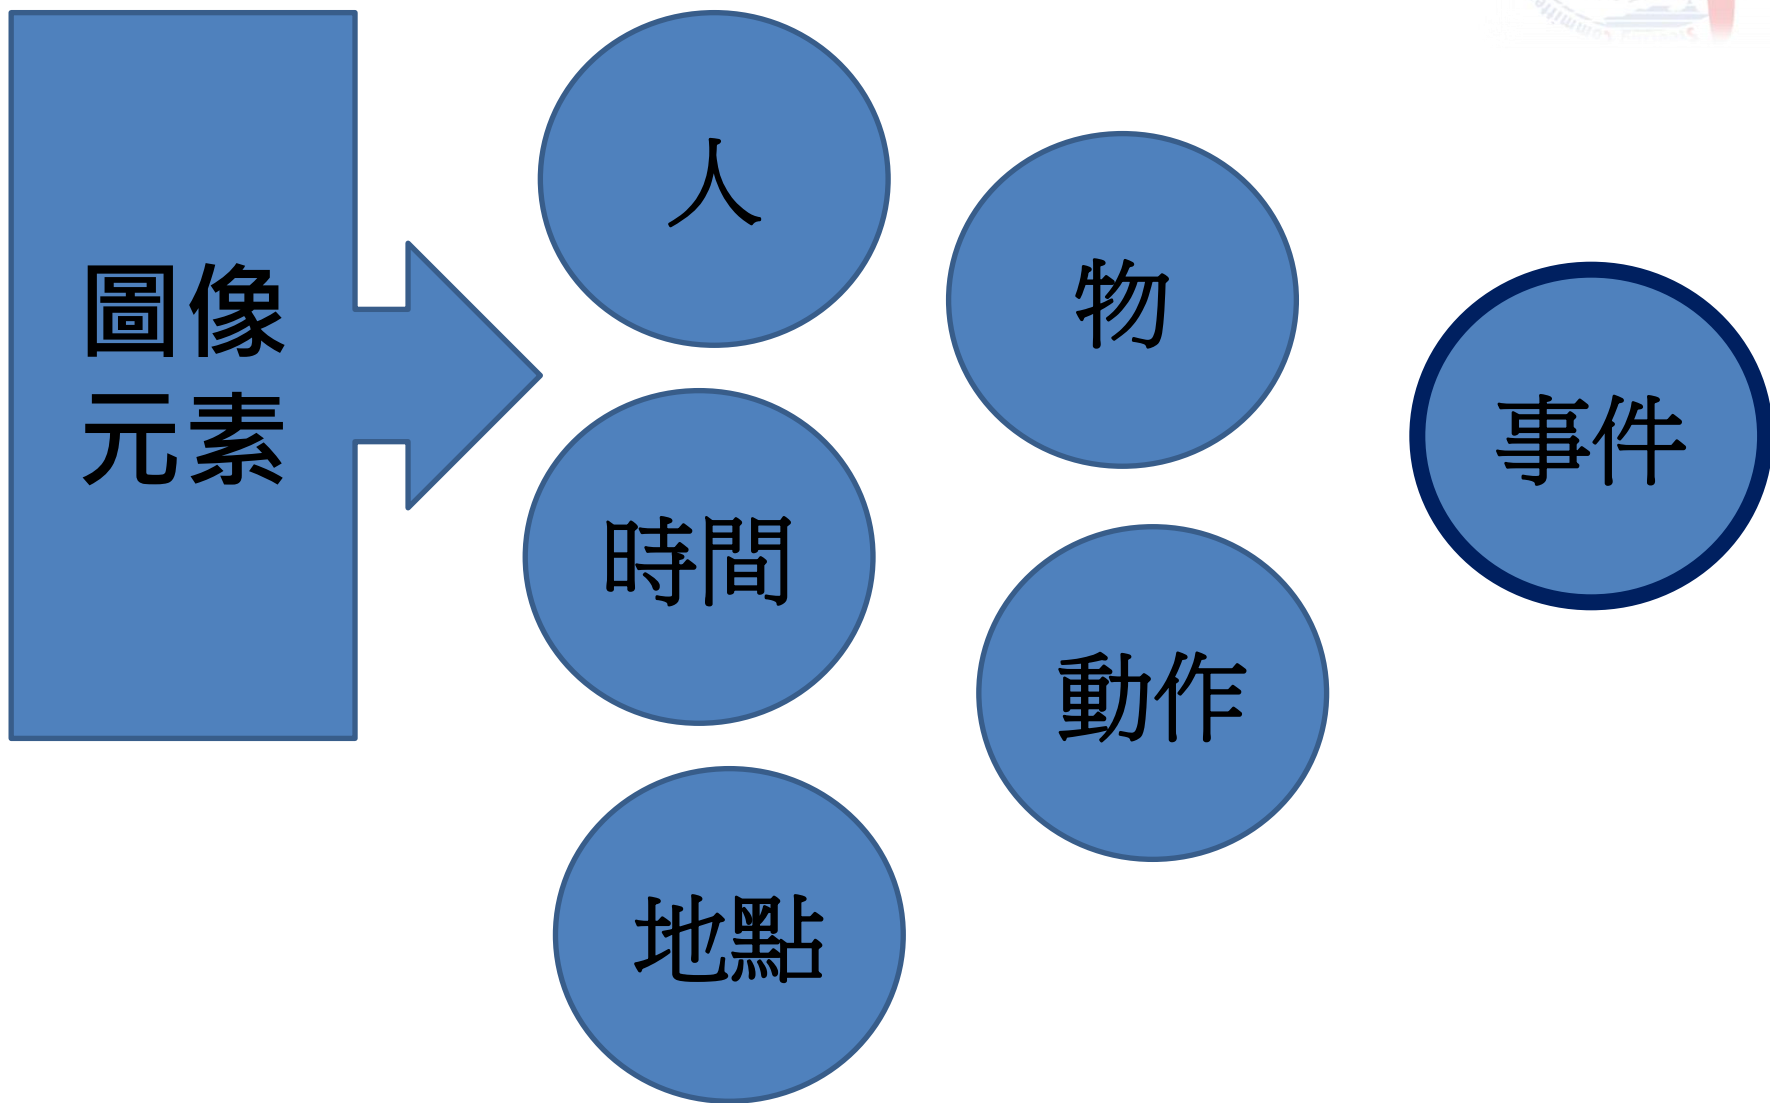 圖像
元素
人
物
事件
時間
動作
地點